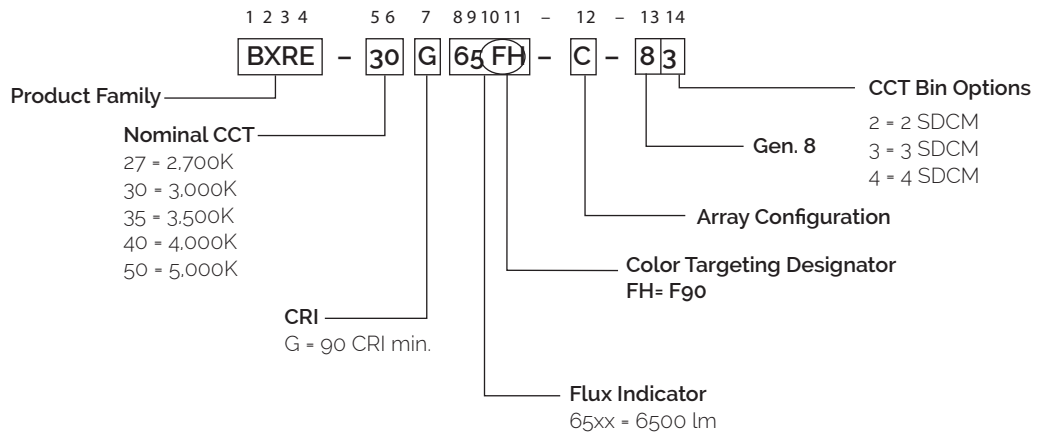 1 2 3 4 5 6 7 8 9 10 11 – 12 – 13 14
BXRE – 30 G 65 FH – C – 8 3
Product Family
CCT Bin Options
2 = 2 SDCM
3 = 3 SDCM
4 = 4 SDCM
Nominal CCT
27 = 2,700K
30 = 3,000K
35 = 3,500K
40 = 4,000K
50 = 5,000K
Gen. 8
Array Configuration
Color Targeting Designator
FH= F90
CRI
G = 90 CRI min.
Flux Indicator
65xx = 6500 lm